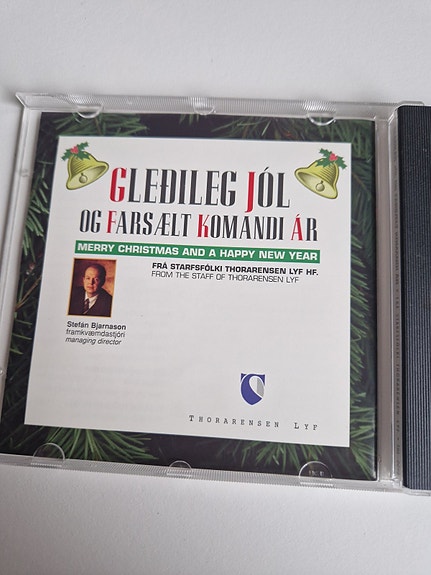 GLEÐILEG JÓL
OG FARSÆLT KOMANDI ÁR
MERRY CHRISTMAS AND A HAPPY NEW YEAR
FRÁ STARFSFÓLKI THORARENSEN LYF HF.
FROM THE STAFF OF THORARENSEN LYF
Stefán Bjarnason
framkvæmdastjóri
managing director
THORARENSEN LYF